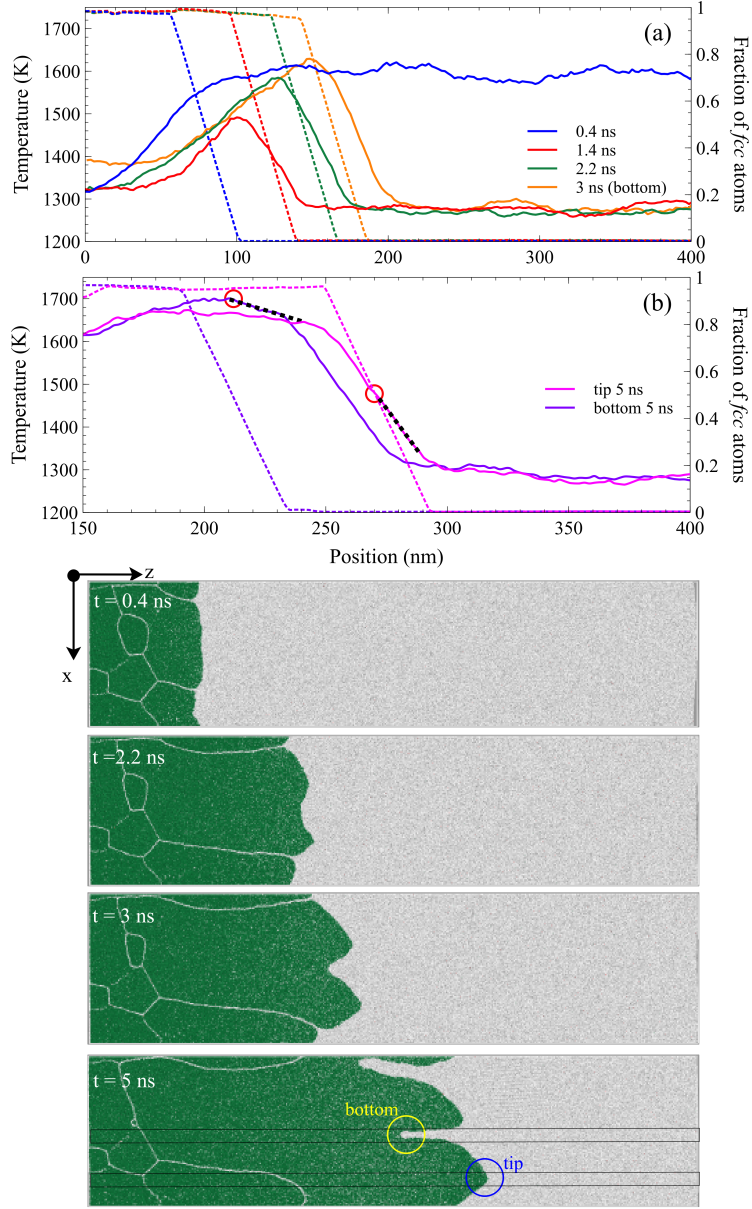 1750
1600
1500
1400
1300
1200
Temperature (K)
1
0.8
0.6
0.4
0.2
0
Fraction of fcc atoms
(a)
0.4 ns
1.4 ns
2.2 ns
3 ns (bottom)
0
100
200
300
400
1700
1600
1500
1400
1300
1200
Temperature (K)
1
0.8
0.6
0.4
0.2
0
Fraction of fcc atoms
(b)
tip 5 ns
bottom 5 ns
150
200
250
300
350
400
Position (nm)
z
x
t = 0.4 ns
t =2.2 ns
t = 3 ns
t = 5 ns
bottom
tip